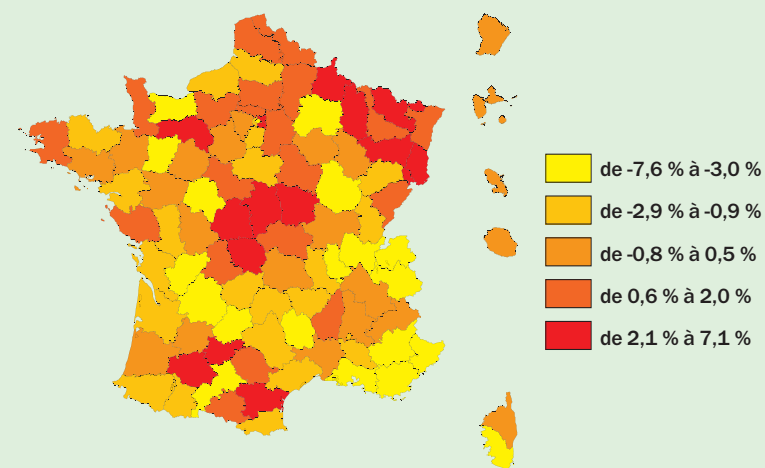 de -7,6 % à -3,0 %
de -2,9 % à -0,9 %
de -0,8 % à 0,5 %
de 0,6 % à 2,0 %
de 2,1 % à 7,1 %